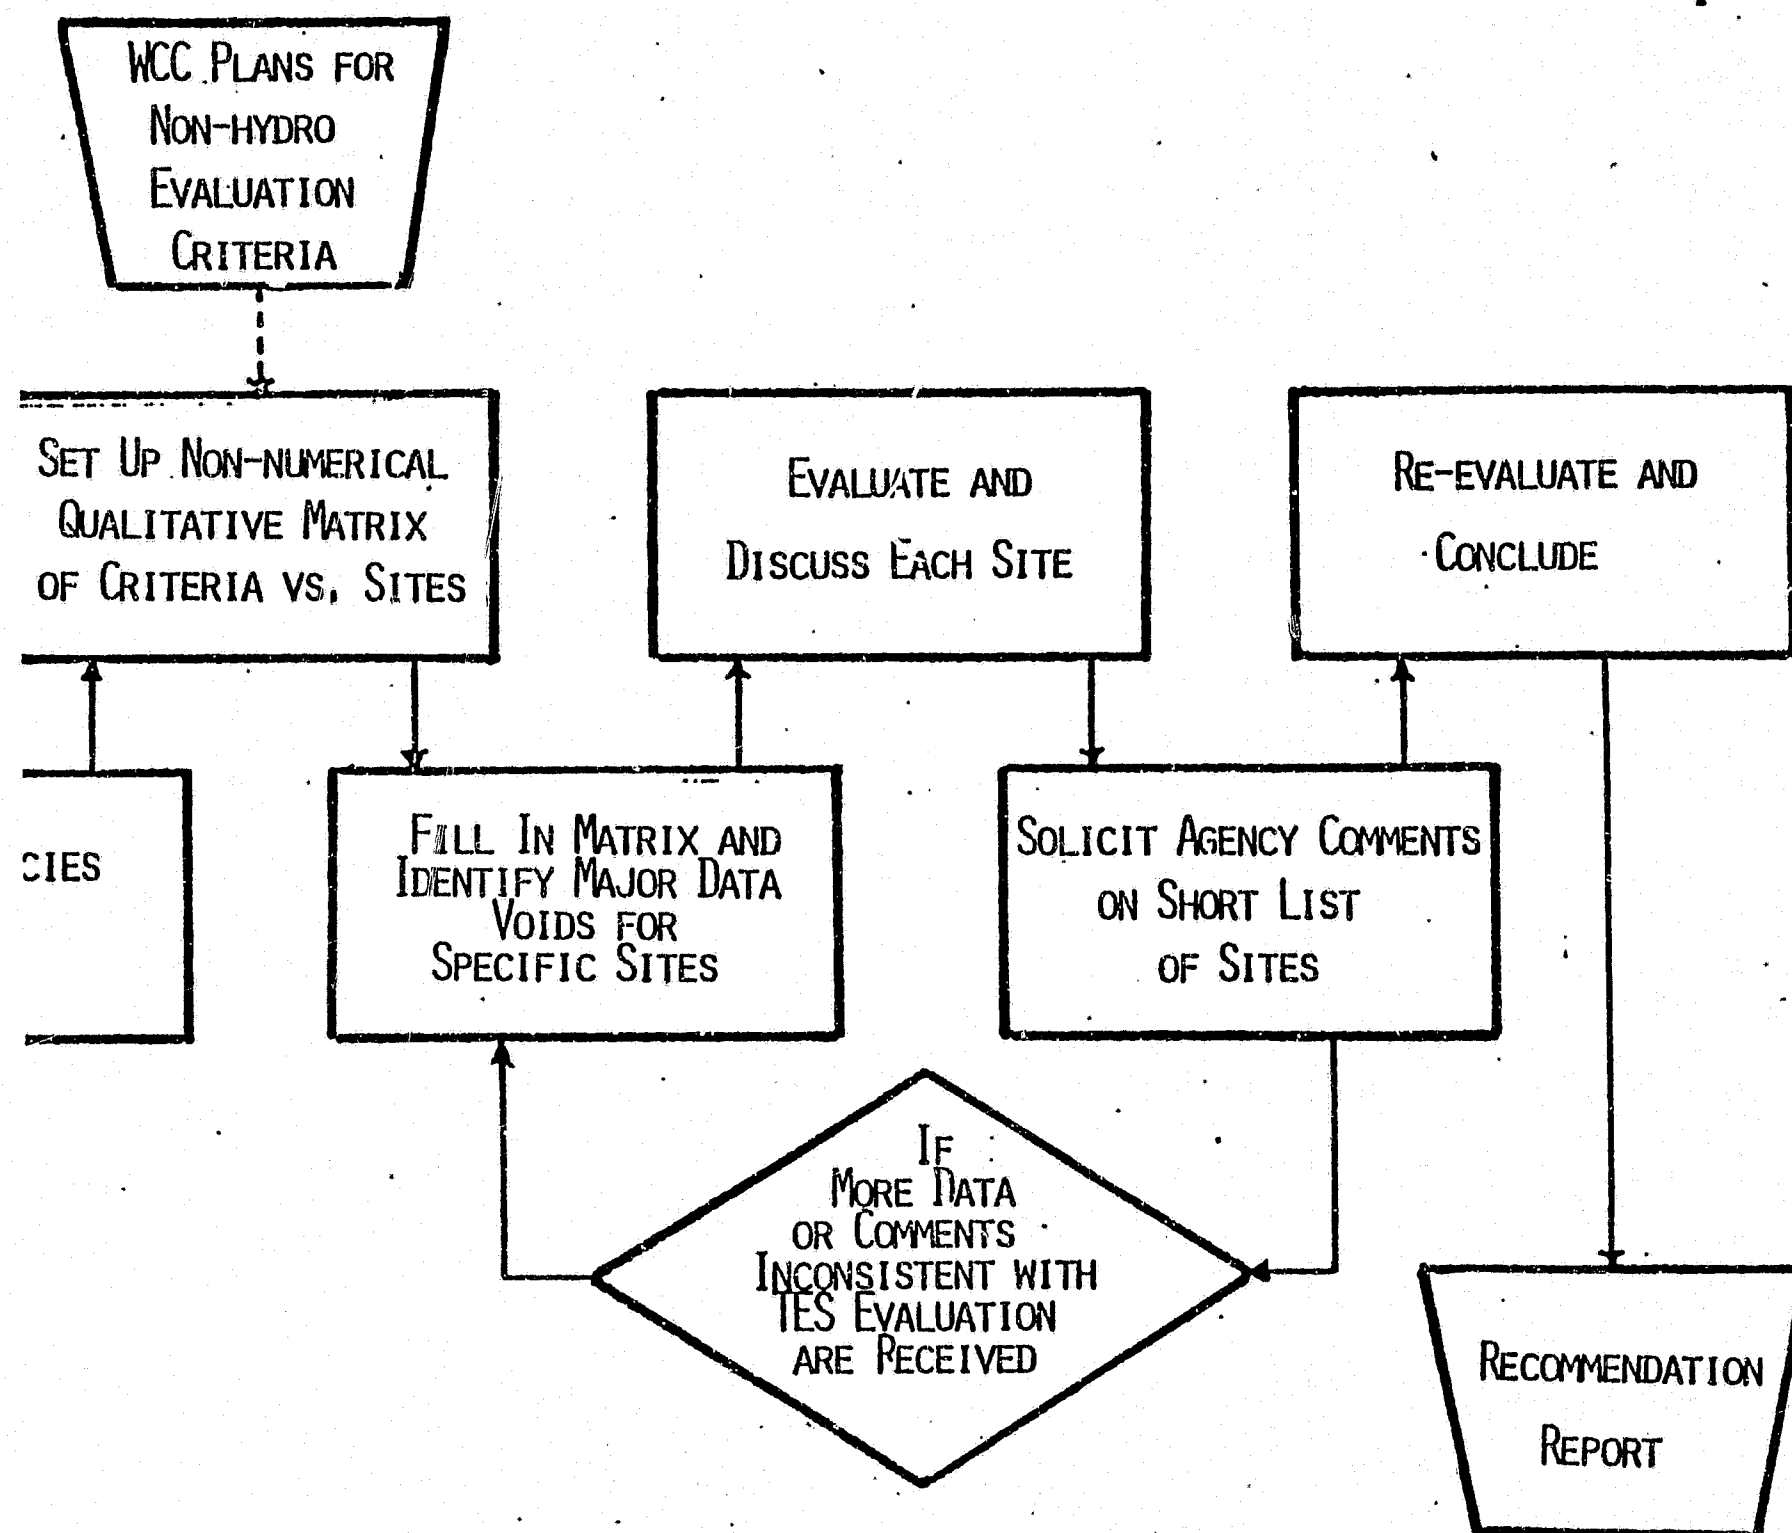 WCC PLANS FOR
NON-HYDRO
EVALUATION
CRITERIA
SET UP NON-NUMERICAL
QUALITATIVE MATRIX
OF CRITERIA VS. SITES
EVALUATE AND
DISCUSS EACH SITE
RE-EVALUATE AND
CONCLUDE
CIES
FILL IN MATRIX AND
IDENTIFY MAJOR DATA
VOIDS FOR
SPECIFIC SITES
SOLICIT AGENCY COMMENTS
ON SHORT LIST
OF SITES
IF
MORE DATA
OR COMMENTS
INCONSISTENT WITH
TES EVALUATION
ARE RECEIVED
RECOMMENDATION
REPORT